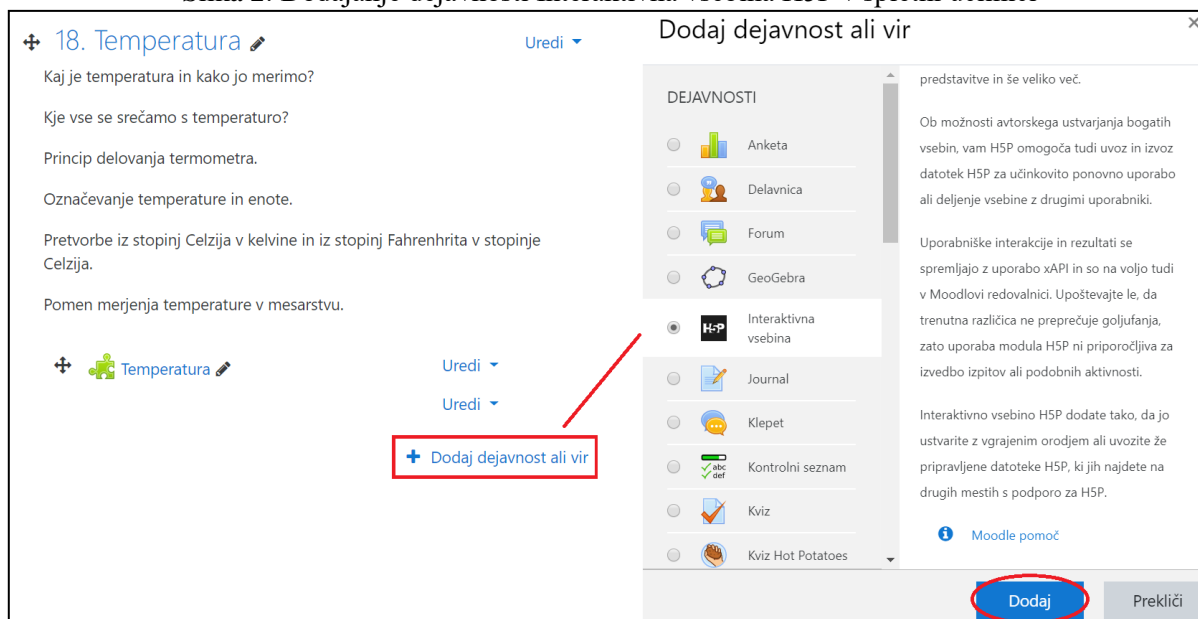 18. Temperatura
Uredi
Kaj je temperatura in kako jo merimo?
Kje vse se srečamo s temperaturo?
Princip delovanja termometra.
Označevanje temperature in enote.
Pretvorbe iz stopinj Celzija v kelvine in iz stopinj Fahrenhrita v stopinje
Celzija.
Pomen merjenja temperature v mesarstvu.
Temperatura
Uredi
Uredi
+ Dodaj dejavnost ali vir
Dodaj dejavnost ali vir
×
DEJAVNOSTI
Anketa
Delavnica
Forum
GeoGebra
H5P
Interaktivna
vsebina
Journal
Klepet
abc
def
Kontrolni seznam
Kviz
Kviz Hot Potatoes
predstavitve in še veliko več.
Ob možnosti avtorskega ustvarjanja bogatih
vsebin, vam H5P omogoča tudi uvoz in izvoz
datotek H5P za učinkovito ponovno uporabo
ali deljenje vsebine z drugimi uporabniki.
Uporabniške interakcije in rezultati se
spremljajo z uporabo xAPI in so na voljo tudi
v Moodlovi redovalnici. Upoštevajte le, da
trenutna različica ne preprečuje goljufanja,
zato uporaba modula H5P ni priporočljiva za
izvedbo izpitov ali podobnih aktivnosti.
Interaktivno vsebino H5P dodate tako, da jo
ustvarite z vgrajenim orodjem ali uvozite že
pripravljene datoteke H5P, ki jih najdete na
drugih mestih s podporo za H5P.
Moodle pomoč
Dodaj
Prekliči